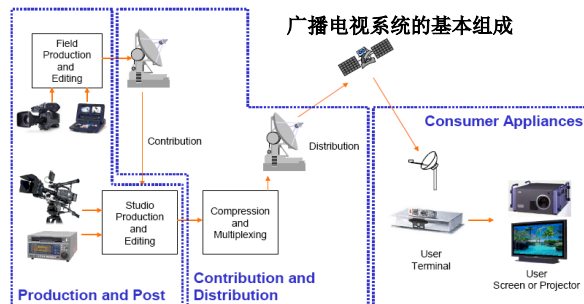 广播电视系统的基本组成
Field
Production
and
Editing
Contribution
Distribution
Consumer Appliances
Studio
Production
and
Editing
Compression
and
Multiplexing
User
Terminal
User
Screen or Projector
Production and Post
Contribution and
Distribution